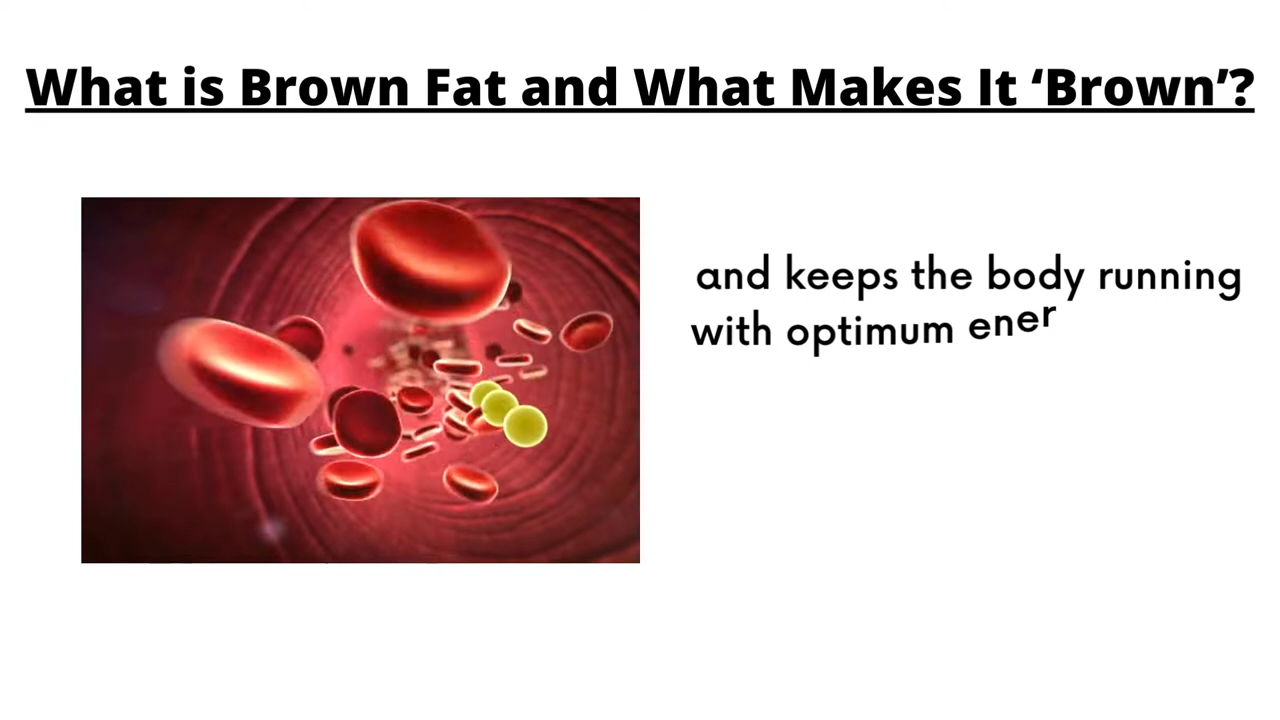 What is Brown Fat and What Makes It ‘Brown’?
and keeps the body running
with optimum ener